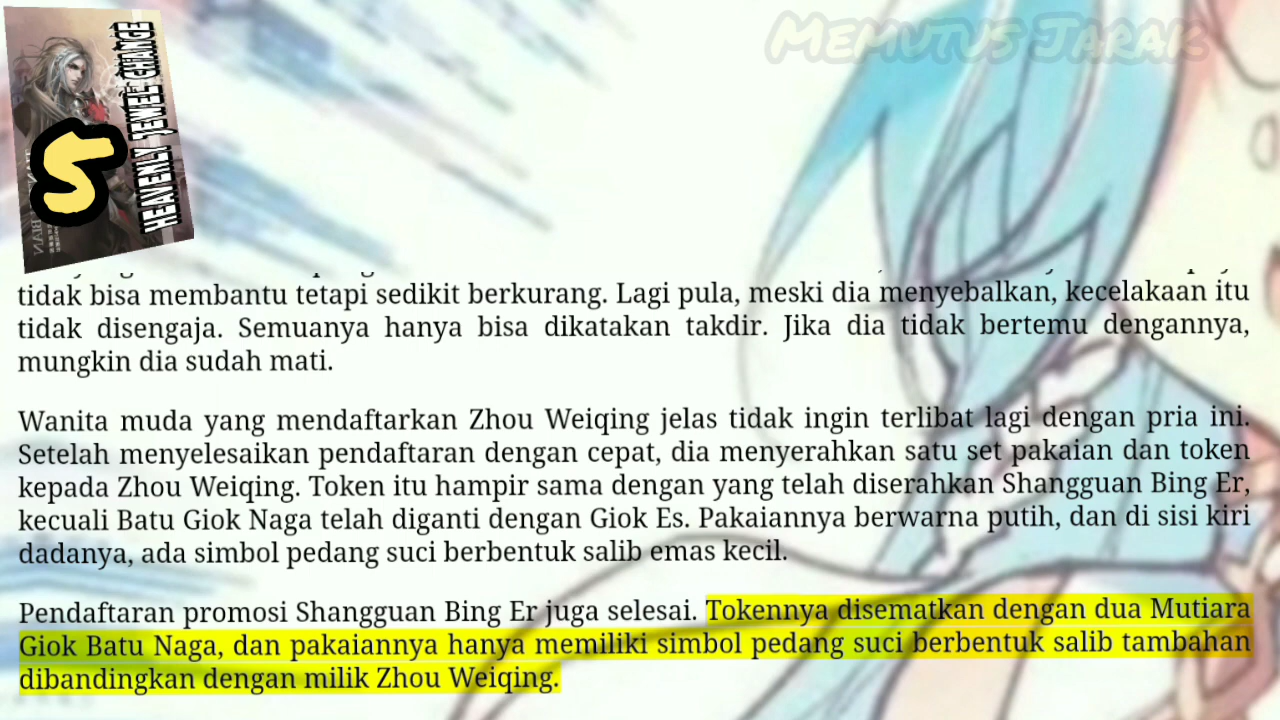 Memutus Jarak
HEAVENLY JEWEL CHANGE
5
tidak bisa membantu tetapi sedikit berkurang. Lagi pula, meski dia menyebalkan, kecelakaan itu
tidak disengaja. Semuanya hanya bisa dikatakan takdir. Jika dia tidak bertemu dengannya,
mungkin dia sudah mati.
Wanita muda yang mendaftarkan Zhou Weiqing jelas tidak ingin terlibat lagi dengan pria ini.
Setelah menyelesaikan pendaftaran dengan cepat, dia menyerahkan satu set pakaian dan token
kepada Zhou Weiqing. Token itu hampir sama dengan yang telah diserahkan Shangguan Bing Er,
kecuali Batu Giok Naga telah diganti dengan Giok Es. Pakaiannya berwarna putih, dan di sisi kiri
dadanya, ada simbol pedang suci berbentuk salib emas kecil.
Pendaftaran promosi Shangguan Bing Er juga selesai. Tokennya disematkan dengan dua Mutiara
Giok Batu Naga, dan pakaiannya hanya memiliki simbol pedang suci berbentuk salib tambahan
dibandingkan dengan milik Zhou Weiqing.